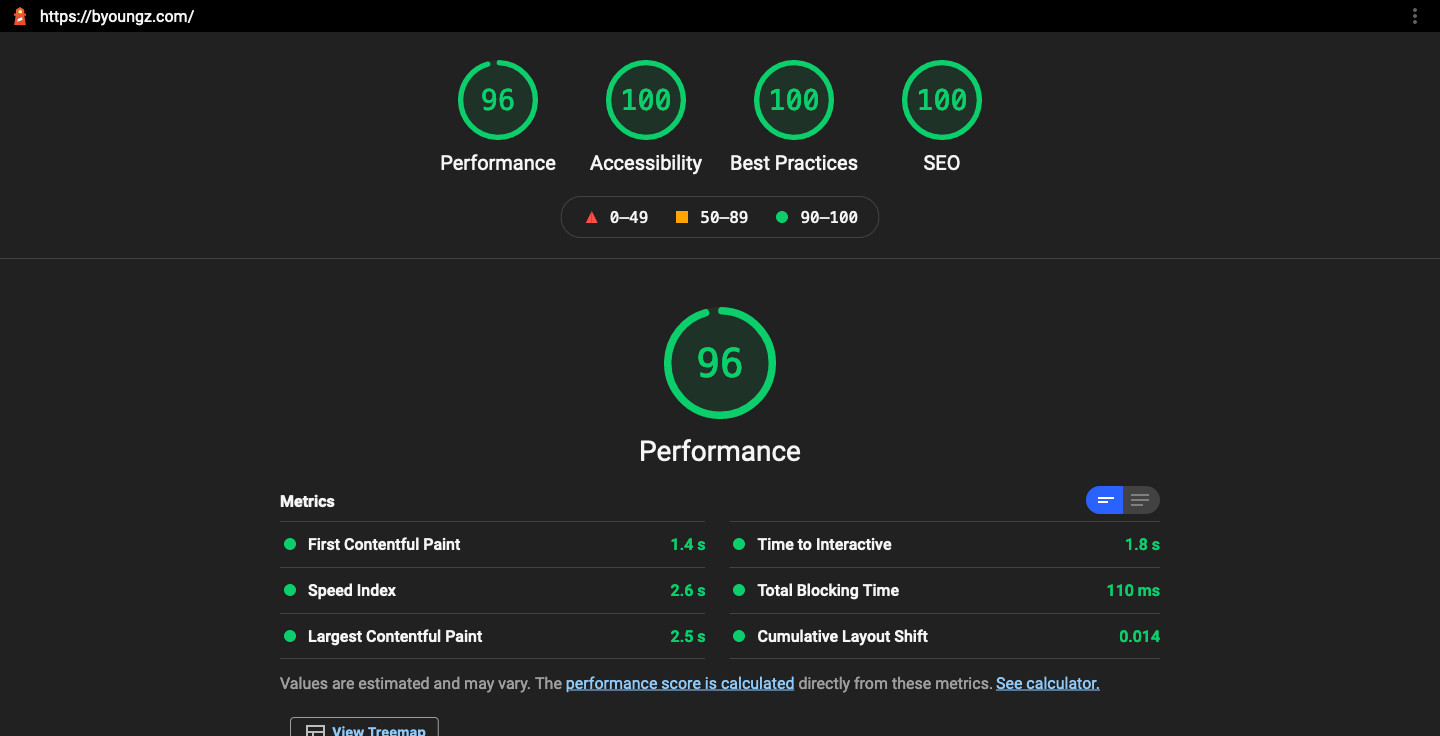 https://byoungz.com/
96 100 100 100
Performance Accessibility Best Practices SEO
0–49 50–89 90–100
96
Performance
Metrics
First Contentful Paint 1.4 s Time to Interactive 1.8 s
Speed Index 2.6 s Total Blocking Time 110 ms
Largest Contentful Paint 2.5 s Cumulative Layout Shift 0.014
Values are estimated and may vary. The performance score is calculated directly from these metrics. See calculator.
View Treemap